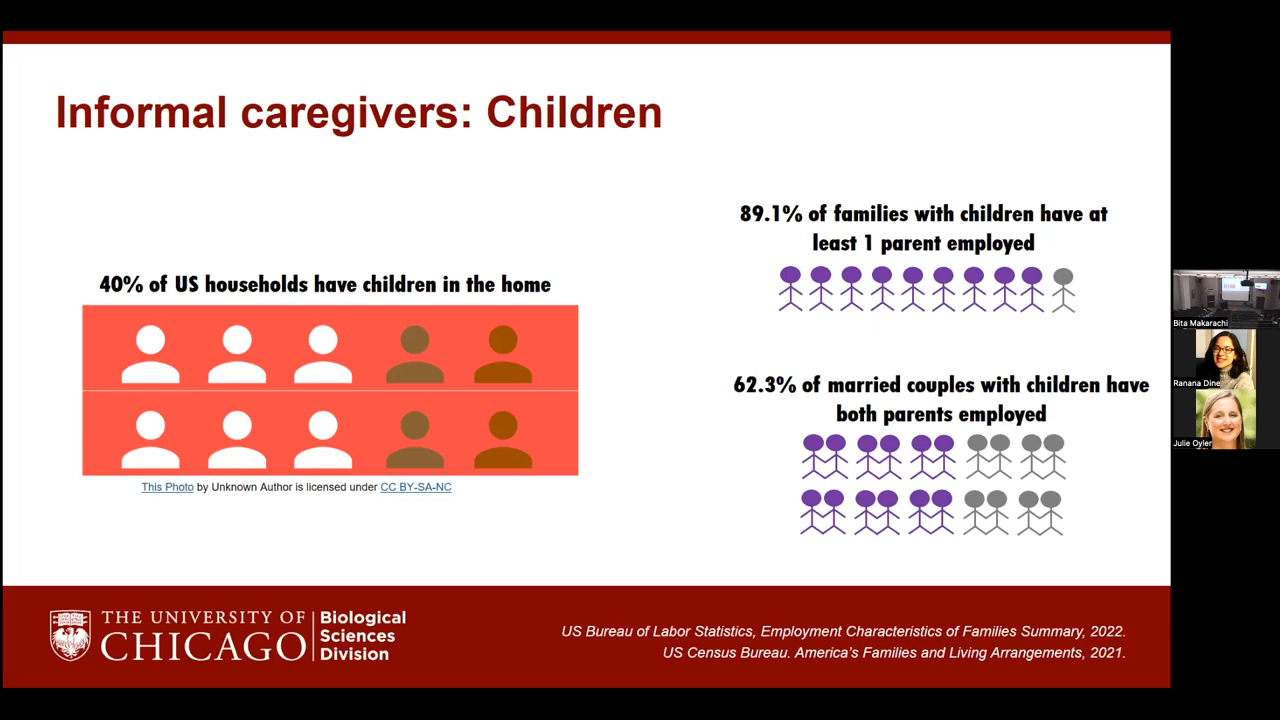 Informal caregivers: Children
40% of US households have children in the home
This Photo by Unknown Author is licensed under CC BY-SA-NC
89.1% of families with children have at
least 1 parent employed
62.3% of married couples with children have
both parents employed
THE UNIVERSITY OF
CHICAGO
Biological
Sciences
Division
US Bureau of Labor Statistics, Employment Characteristics of Families Summary, 2022.
US Census Bureau. America's Families and Living Arrangements, 2021.
Bita Makarachi
Ranana Dine
Julie Oyler